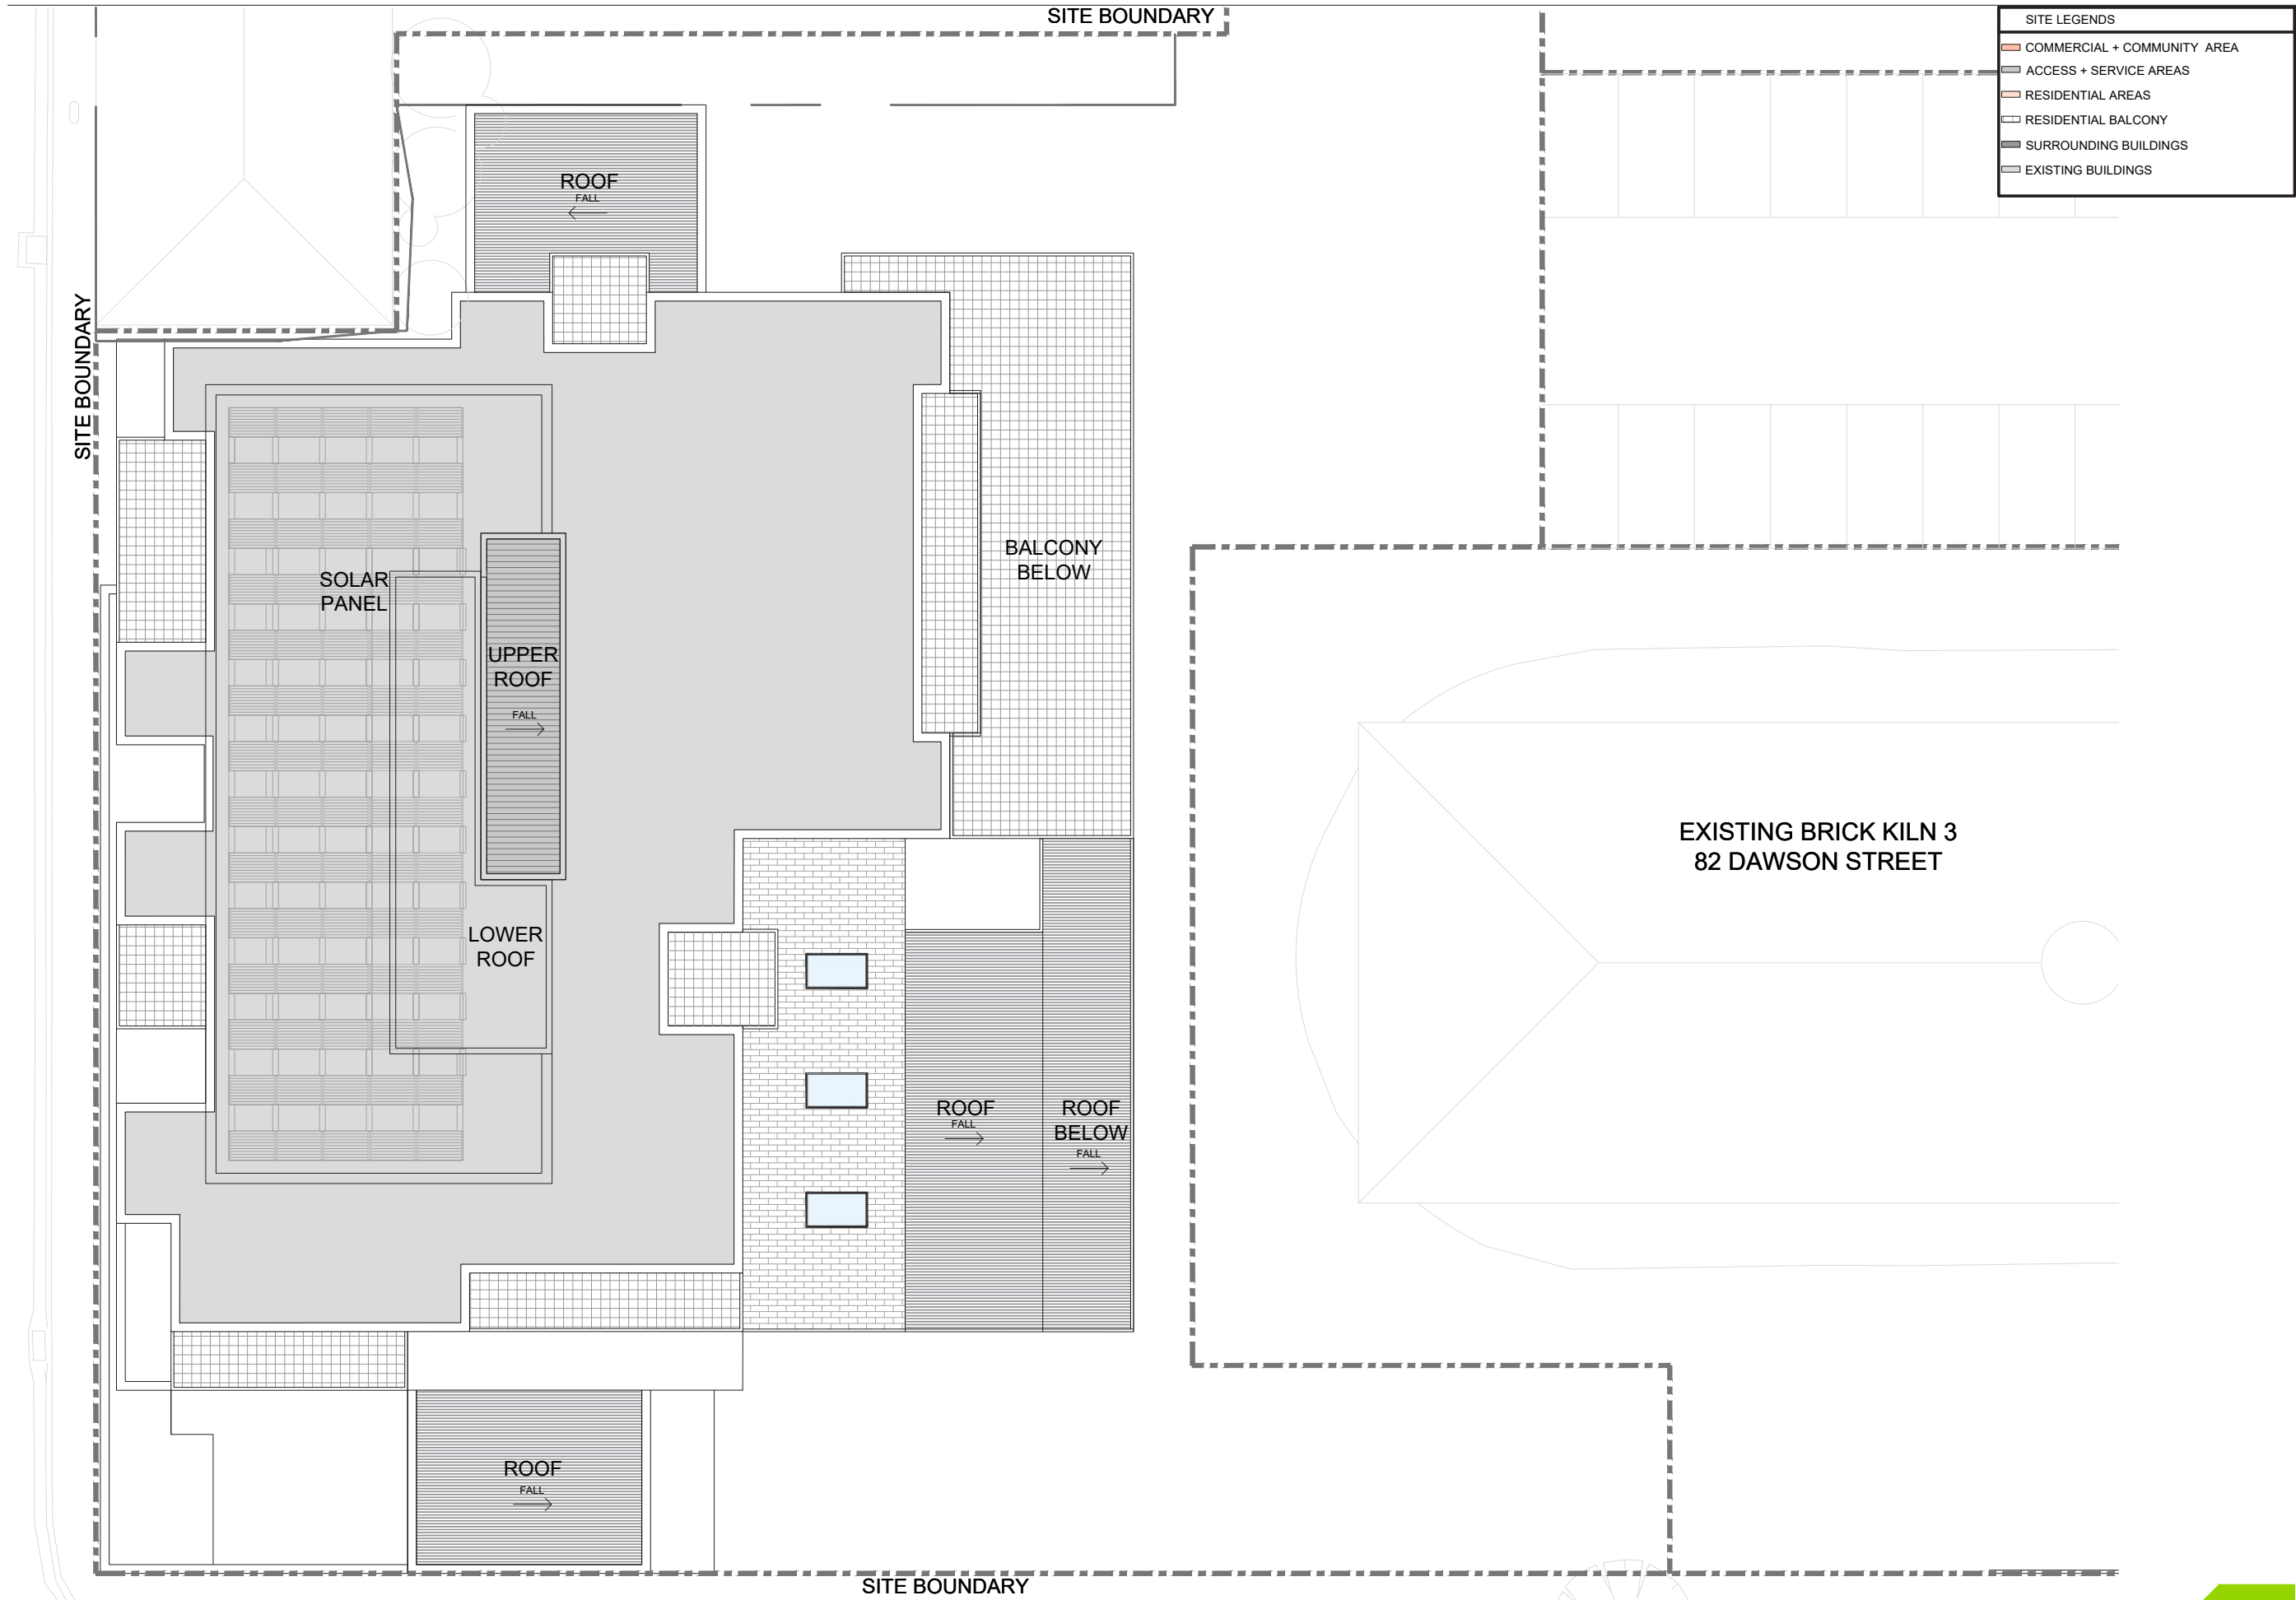 SITE BOUNDARY
SITE LEGENDS
COMMERCIAL + COMMUNITY AREA
ACCESS + SERVICE AREAS
RESIDENTIAL AREAS
RESIDENTIAL BALCONY
SURROUNDING BUILDINGS
EXISTING BUILDINGS
ROOF
FALL
SITE BOUNDARY
BALCONY
BELOW
SOLAR
PANEL
UPPER
ROOF
FALL
EXISTING BRICK KILN 3
82 DAWSON STREET
LOWER
ROOF
ROOF
FALL
ROOF
BELOW
FALL
ROOF
FALL
SITE BOUNDARY